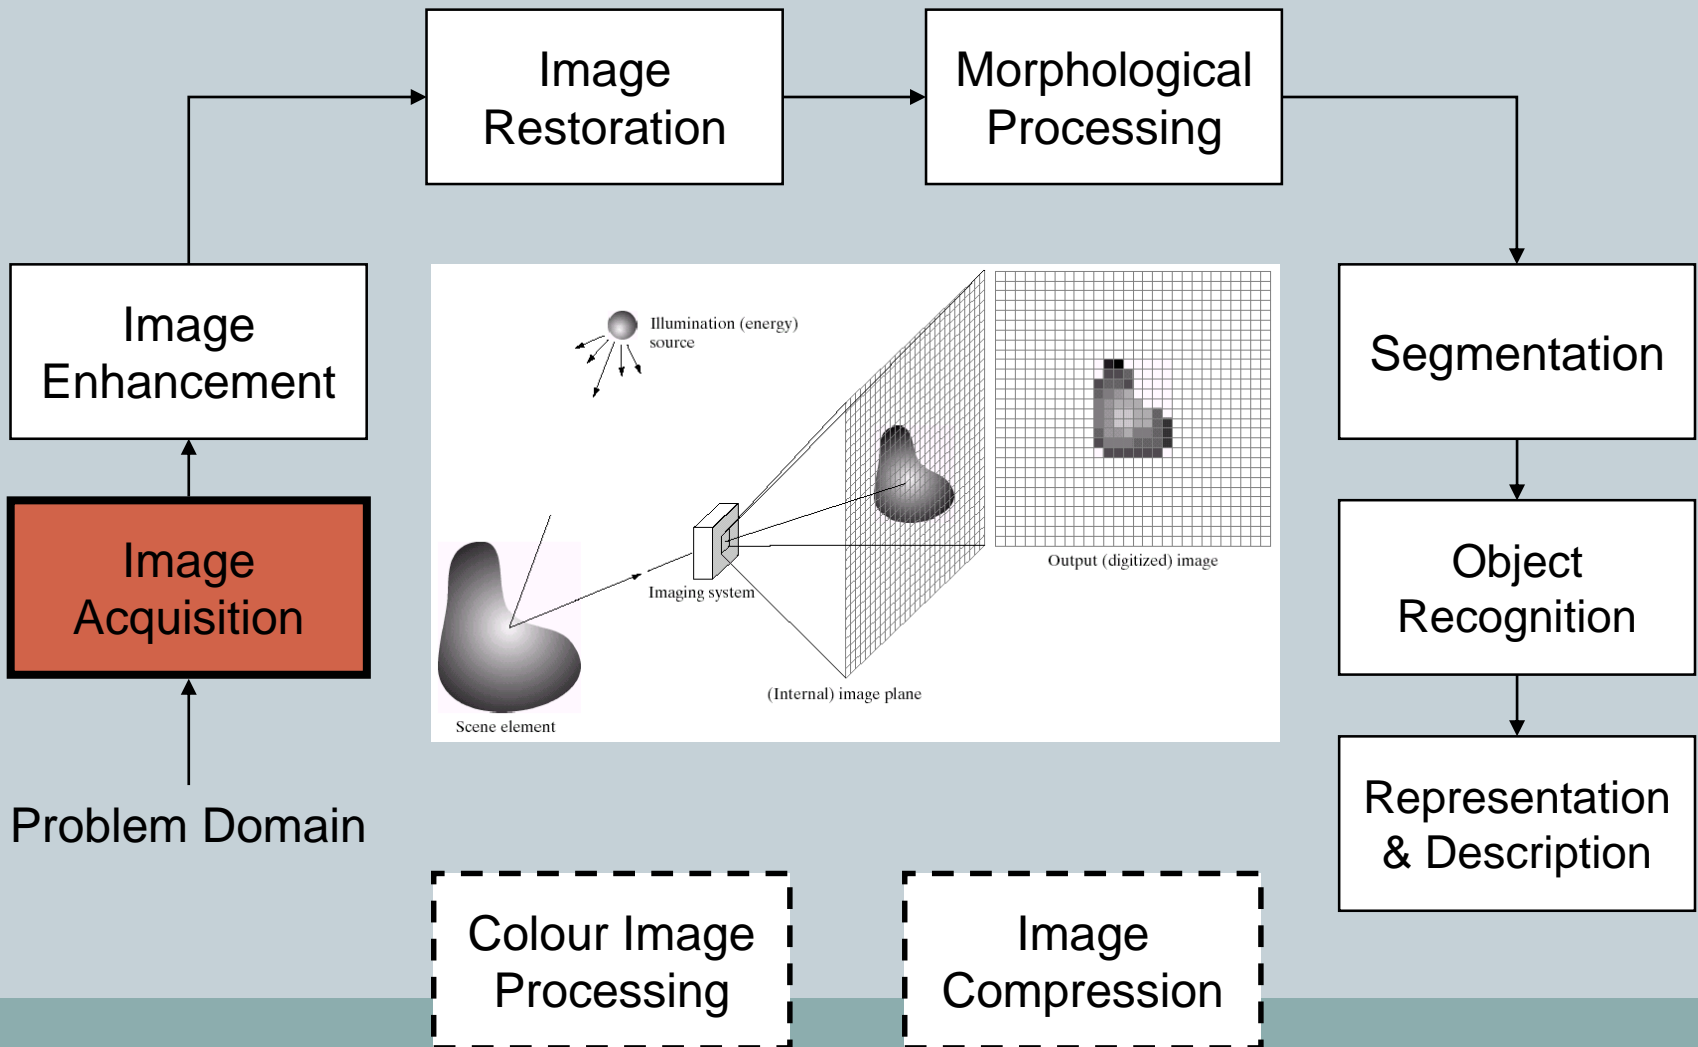 Image
Restoration
Morphological
Processing
Image
Enhancement
Segmentation
Illumination (energy)
source
Output (digitized) image
Imaging system
(Internal) image plane
Scene element
Image
Acquisition
Object
Recognition
Problem Domain
Representation
& Description
Colour Image
Processing
Image
Compression